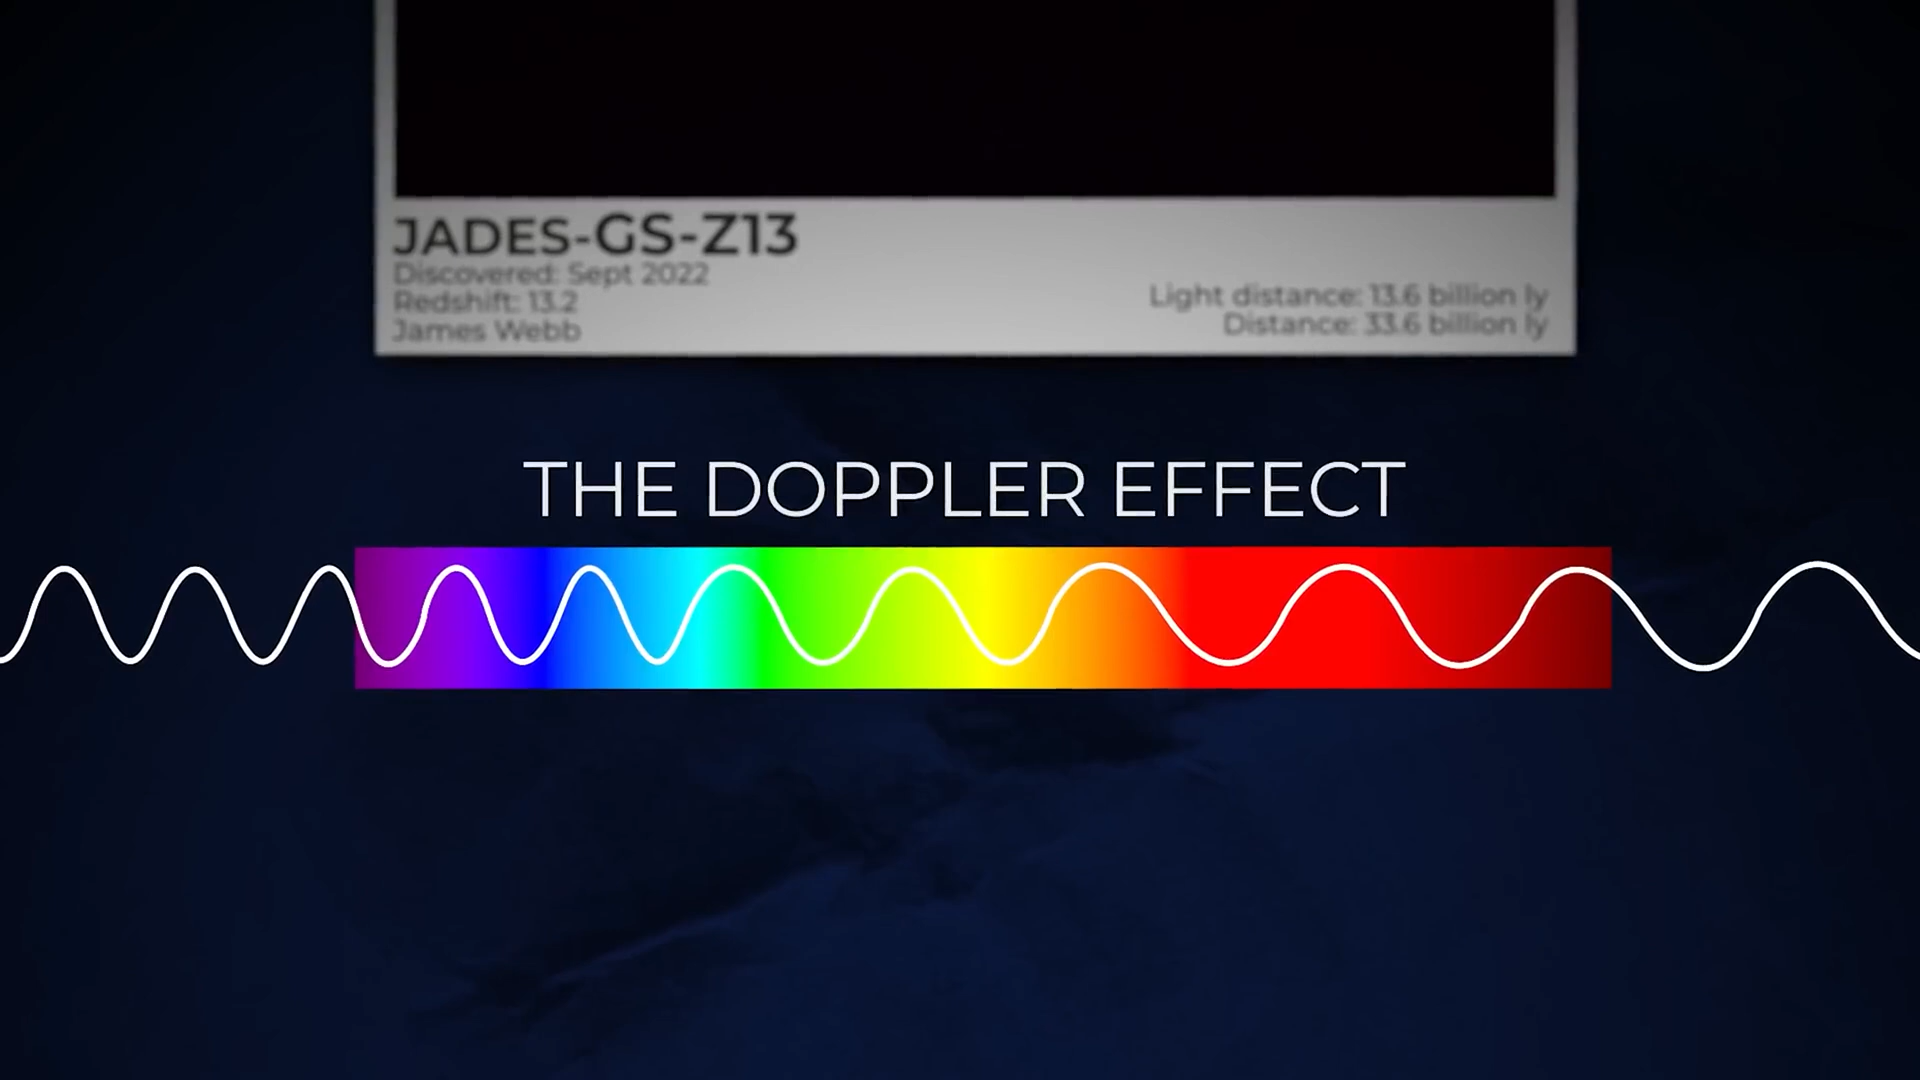 JADES-GS-Z13
Discovered: Sept 2022
Redshift: 13.2
James Webb
Light distance: 13.6 billion ly
Distance: 33.6 billion ly
THE DOPPLER EFFECT